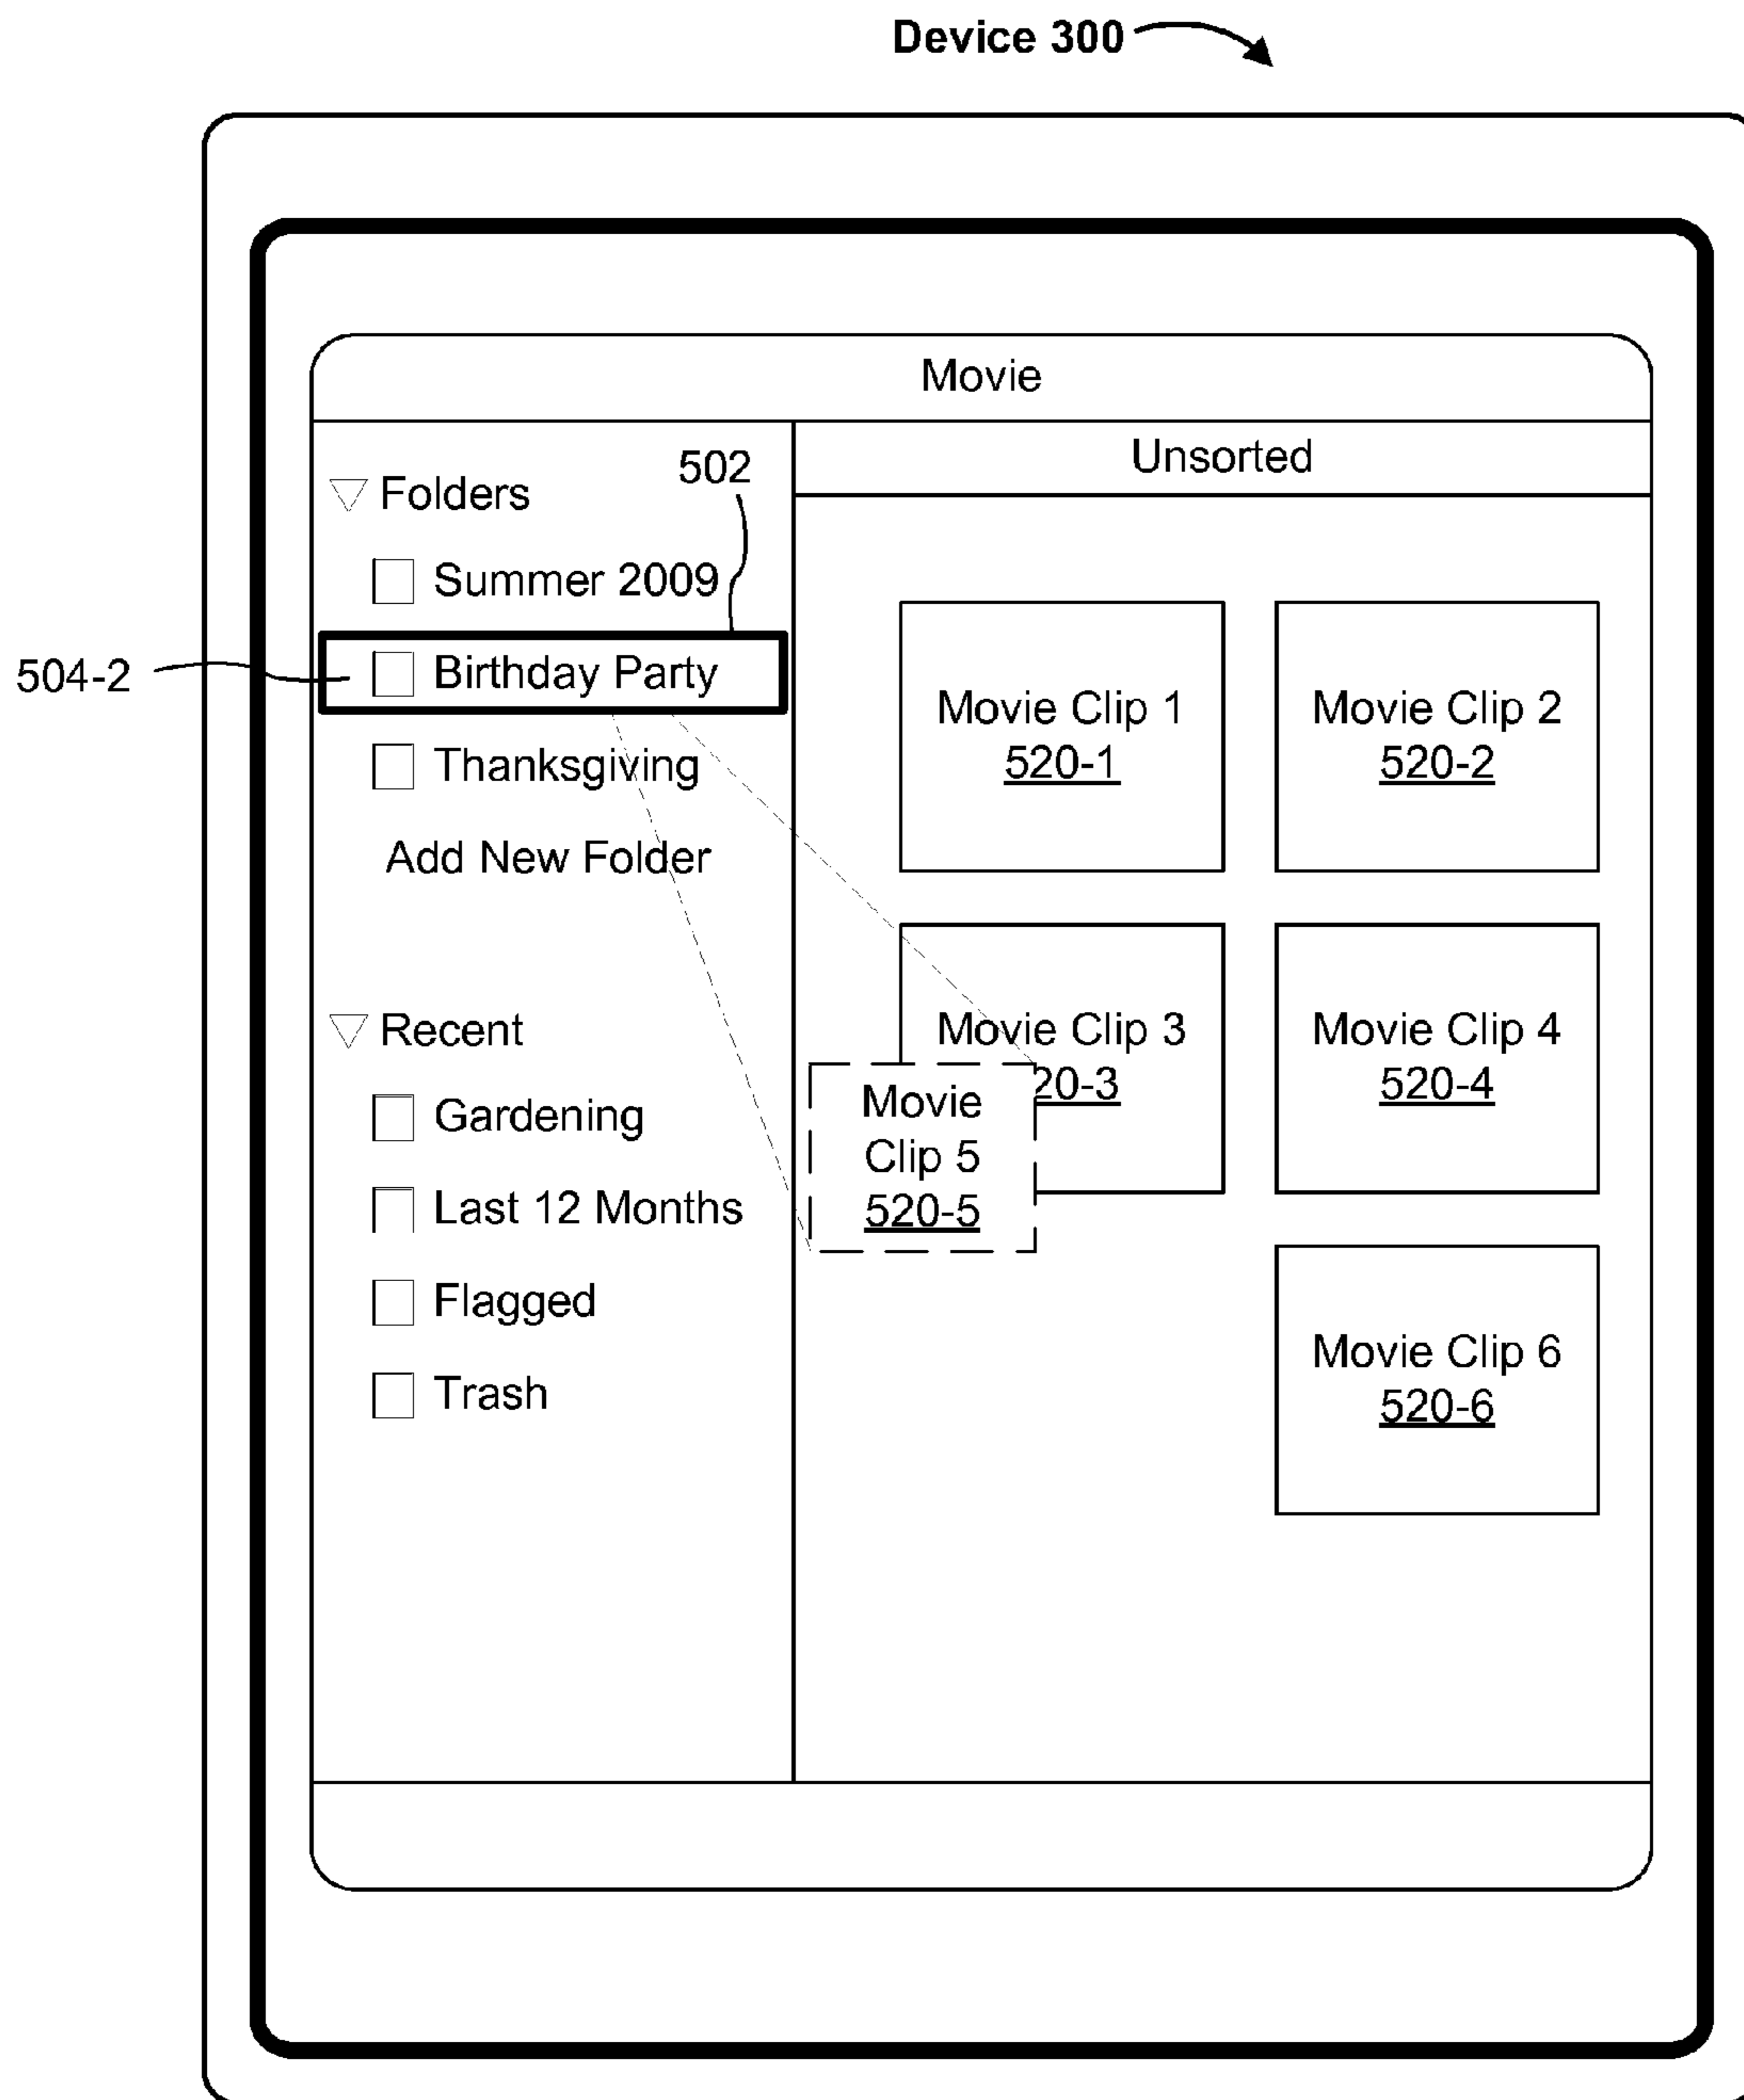 Device 300
Movie
Unsorted
Folders
502
Summer 2009
504-2
Birthday Party
Thanksgiving
Add New Folder
Recent
Gardening
Last 12 Months
Flagged
Trash
Movie Clip 1
520-1
Movie Clip 2
520-2
Movie Clip 3
20-3
Movie Clip 4
520-4
Movie
Clip 5
520-5
Movie Clip 6
520-6